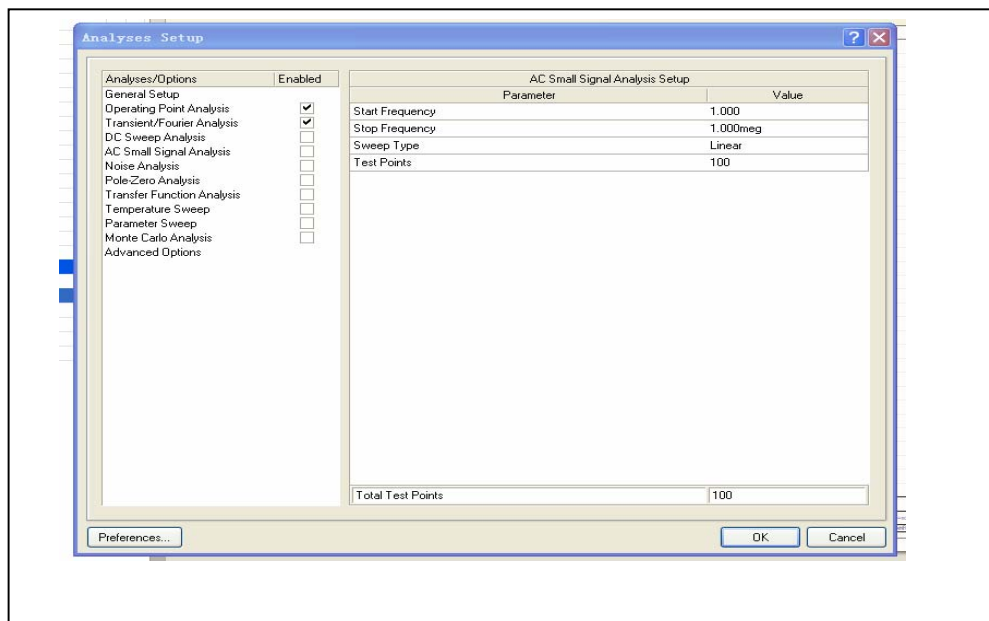 Analyses Setup
Analyses/Options Enabled
General Setup
Operating Point Analysis
Transient/Fourier Analysis
DC Sweep Analysis
AC Small Signal Analysis
Noise Analysis
Pole-Zero Analysis
Transfer Function Analysis
Temperature Sweep
Parameter Sweep
Monte Carlo Analysis
Advanced Options
AC Small Signal Analysis Setup
Parameter Value
Start Frequency 1.000
Stop Frequency 1.000meg
Sweep Type Linear
Test Points 100
Total Test Points 100
Preferences...
OK
Cancel